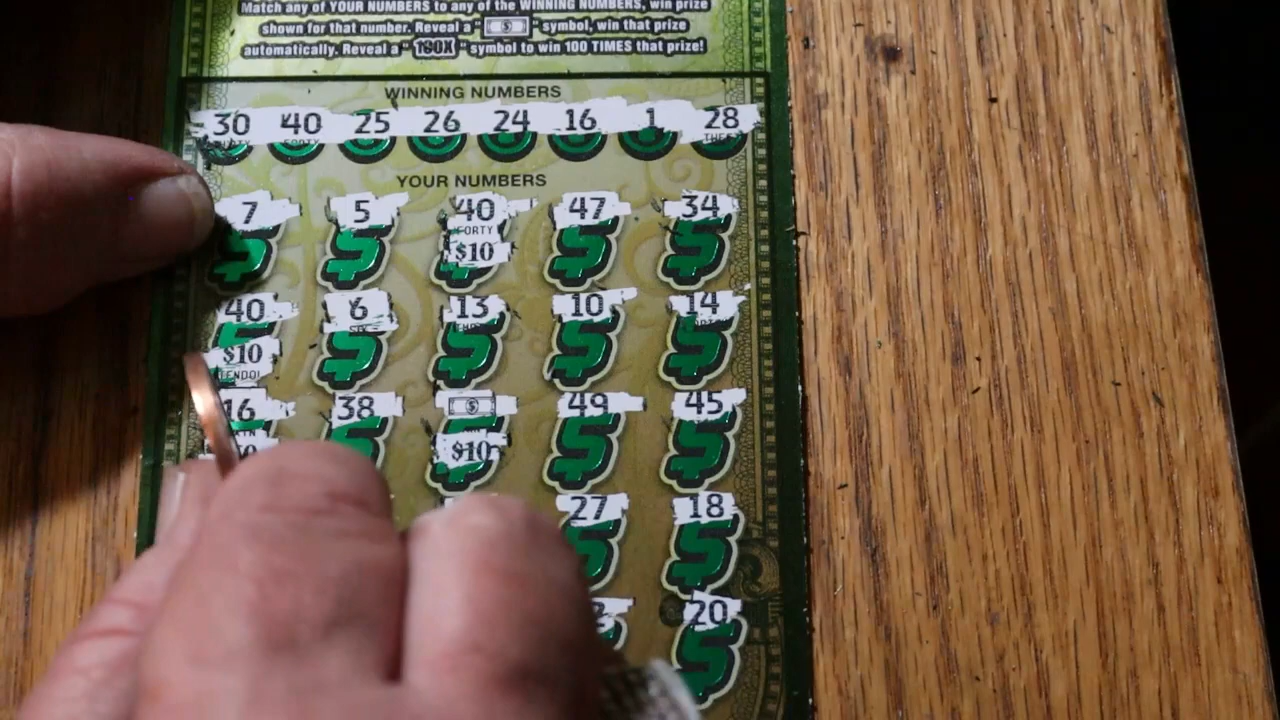 Match any of YOUR NUMBERS to any of the WINNING NUMBERS, win prize
shown for that number. Reveal a "$" symbol, win that prize
automatically. Reveal a "100X" symbol to win 100 TIMES that prize!
WINNING NUMBERS
30 40 25 26 24 16 1 28
FORTY
YOUR NUMBERS
7 5 40 47 34
FORTY
$10
40 6 13 10 14
SIX
$10
16 38 $ 49 45
$10
27 18
20